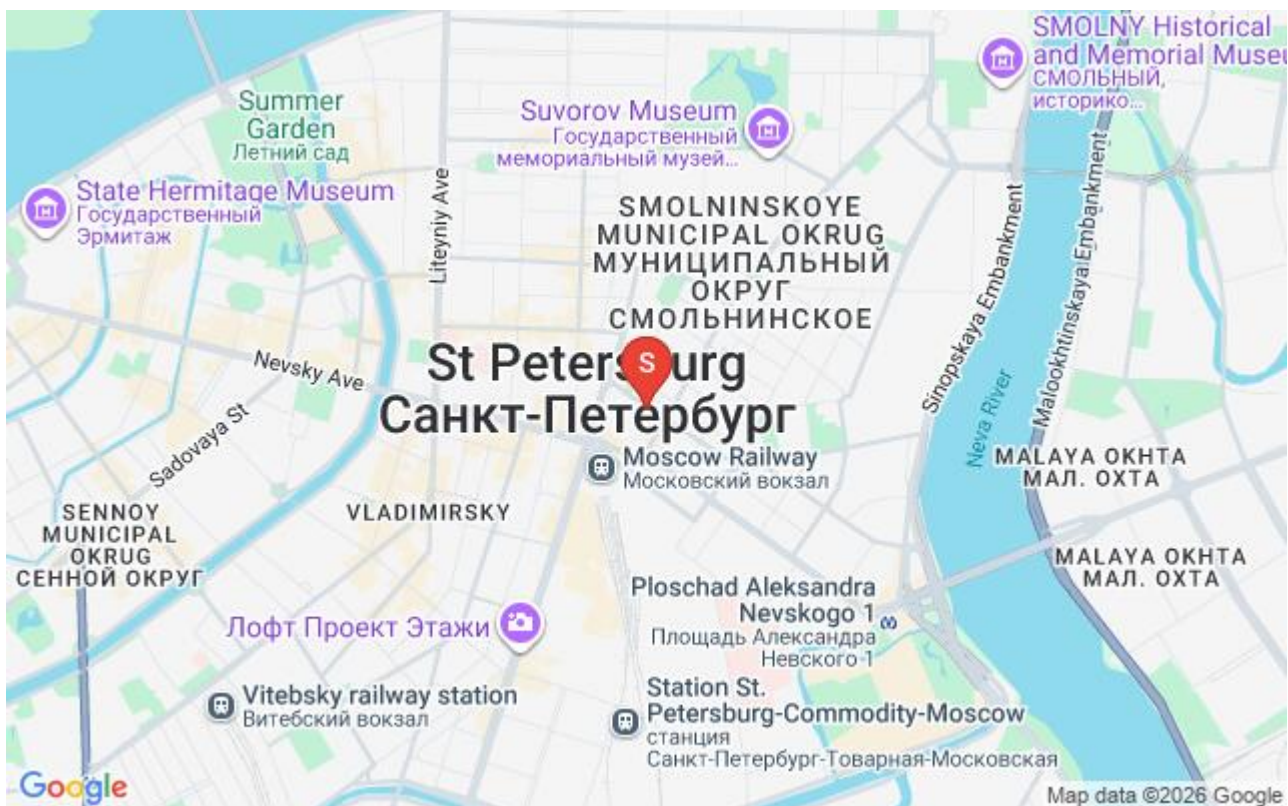 SMOLNY Historical
and Memorial Museu
СМОЛЬНЫЙ,
историко...
Summer
Garden
Летний сад
Suvorov Museum
Государственный
мемориальный музей...
State Hermitage Museum
Государственный
Эрмитаж
Liteyniy Ave
SMOLNINSKOYE
MUNICIPAL OKRUG
МУНИЦИПАЛЬНЫЙ
ОКРУГ
СМОЛЬНИНСКОЕ
Sinopskaya Embankment
Malookhtinskaya Embankment
Neva River
Nevsky Ave
St Petersburg
S
Санкт-Петербург
Sadovaya St
Moscow Railway
Московский вокзал
MALAYA OKHTA
МАЛ. ОХТА
SENNOY
MUNICIPAL
OKRUG
СЕННОЙ ОКРУГ
VLADIMIRSKY
MALAYA OKHTA
МАЛ. ОХТА
Ploschad Aleksandra
Nevskogo 1
Площадь Александра
Невского 1
Лофт Проект Этажи
Vitebsky railway station
Витебский вокзал
Station St.
Petersburg-Commodity-Moscow
станция
Санкт-Петербург-Товарная-Московская
Google
Map data ©2026 Google